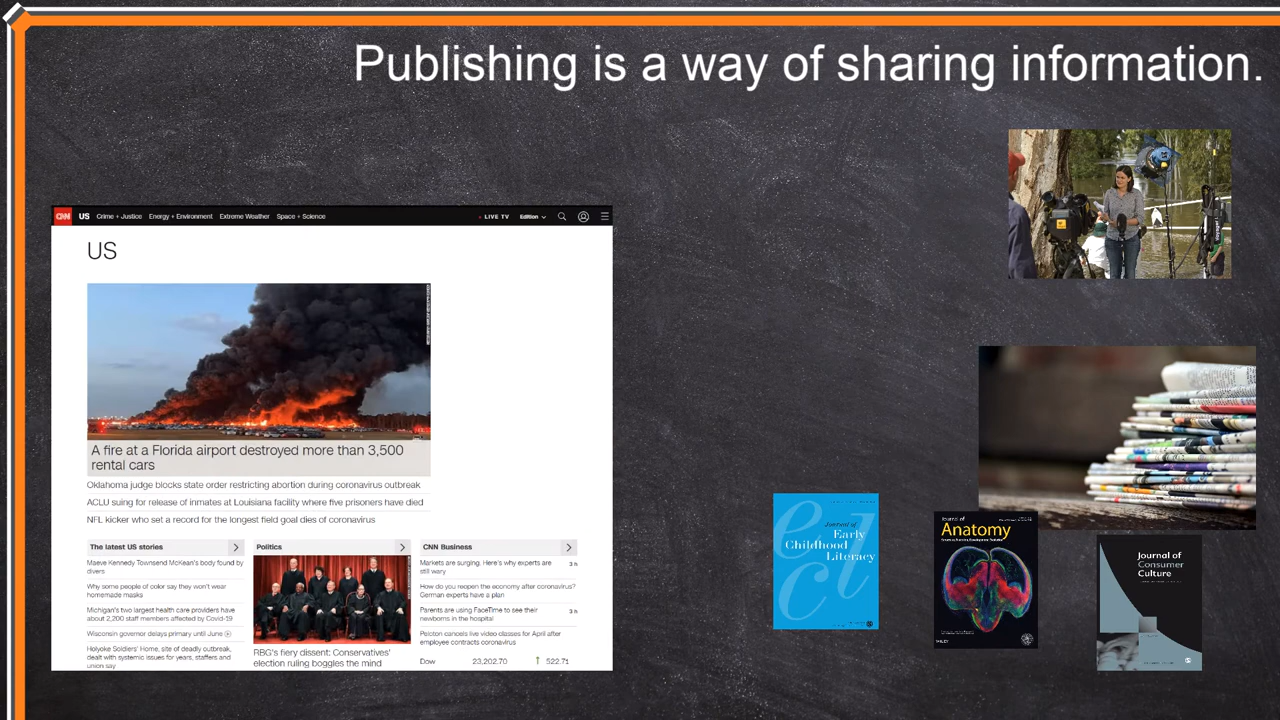 Publishing is a way of sharing information.
CNN US Crime + Justice Energy + Environment Extreme Weather Space + Science LIVE TV Edition
US
A fire at a Florida airport destroyed more than 3,500
rental cars
Oklahoma judge blocks state order restricting abortion during coronavirus outbreak
ACLU suing for release of inmates at Louisiana facility where five prisoners have died
NFL kicker who set a record for the longest field goal dies of coronavirus
The latest US stories
Maeve Kennedy Townsend McKean's body found by
divers
Why some people of color say they won't wear
homemade masks
Michigan's two largest health care providers have
about 2,200 staff members affected by Covid-19
Wisconsin governor delays primary until June
Holyoke Soldiers' Home, site of deadly outbreak,
dealt with systemic issues for years, staffers and
union say
Politics
RBG's fiery dissent: Conservatives'
election ruling boggles the mind
CNN Business
Markets are surging. Here's why experts are 3 h
still wary
How do you reopen the economy after coronavirus?
German experts have a plan
Parents are using FaceTime to see their 3 h
newborns in the hospital
Peloton cancels live video classes for April after
employee contracts coronavirus
Dow 23,202.70 522.71
Journal of
Early
Childhood
Literacy
Journal of
Anatomy
WILEY
Journal of
Consumer
Culture